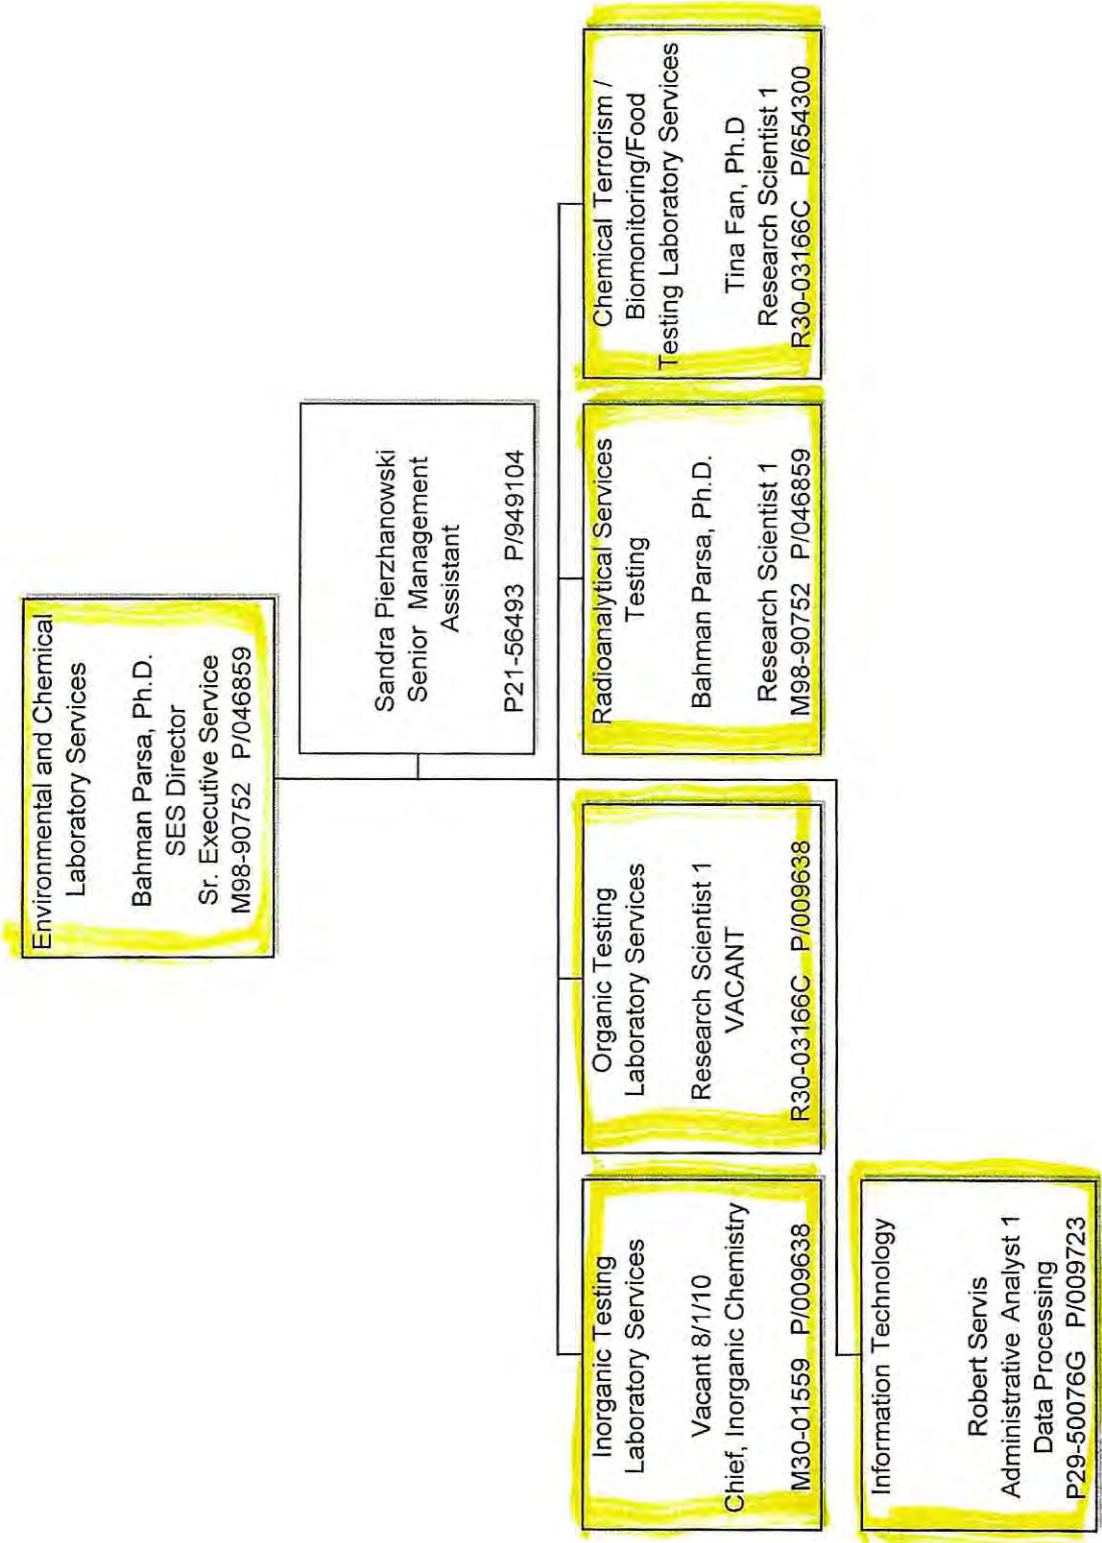 Environmental and Chemical
Laboratory Services
Bahman Parsa, Ph.D.
SES Director
Sr. Executive Service
M98-90752 P/046859
Sandra Pierzhanowski
Senior Management
Assistant
P21-56493 P/949104
Inorganic Testing
Laboratory Services
Vacant 8/1/10
Chief, Inorganic Chemistry
M30-01559 P/009638
Organic Testing
Laboratory Services
Research Scientist 1
VACANT
R30-03166C P/009638
Radioanalytical Services
Testing
Bahman Parsa, Ph.D.
Research Scientist 1
M98-90752 P/046859
Chemical Terrorism /
Biomonitoring/Food
Testing Laboratory Services
Tina Fan, Ph.D
Research Scientist 1
R30-03166C P/654300
Information Technology
Robert Servis
Administrative Analyst 1
Data Processing
P29-50076G P/009723